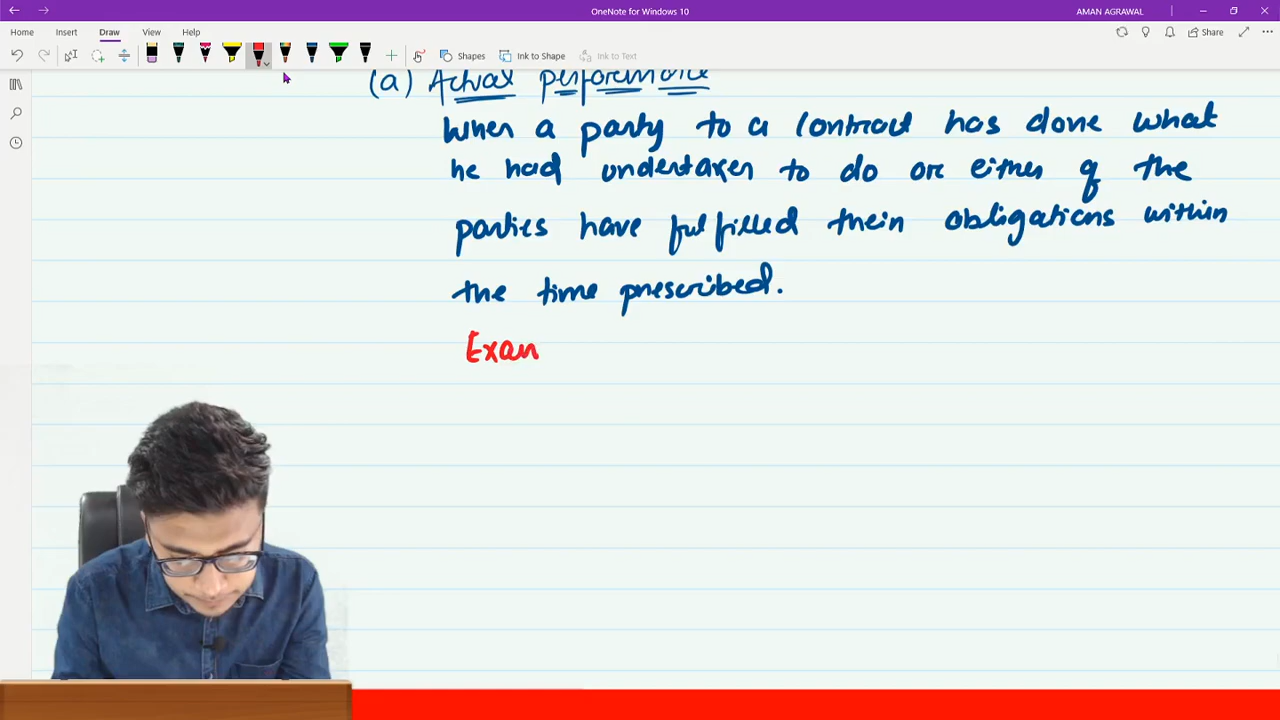 OneNote for Windows 10
AMAN AGRAWAL
Home Insert Draw View Help
Share
Shapes Ink to Shape Ink to Text
(a) Actual performance
When a party to a contract has done what
he had undertaken to do or either of the
parties have fulfilled their obligations within
the time prescribed.
Exam